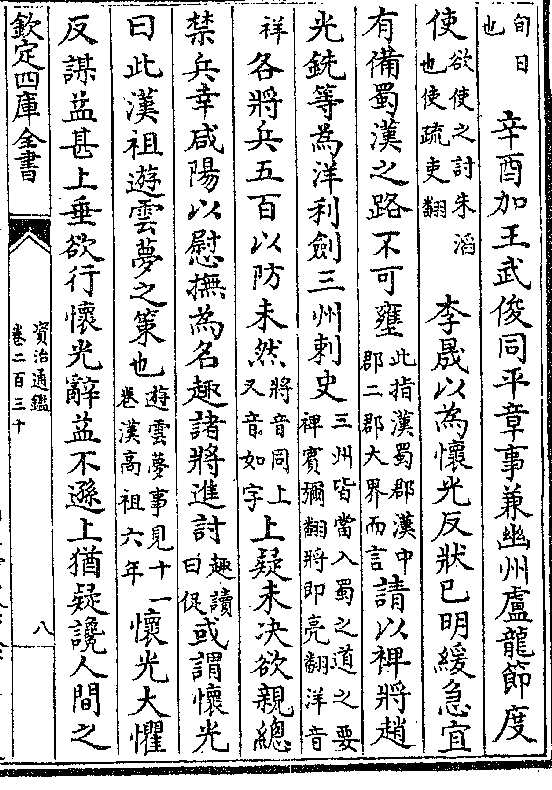 旬日也　辛酉加王武俊同平章事兼幽州盧龍節度
使欲使之討朱滔也使疏吏翻　李晟以為懷光反狀已明緩急宜
有備蜀漢之路不可壅此指漢蜀郡漢中郡二郡大界而言請以裨將趙
光銑等為洋利劍三州刺史三州皆當入蜀之道之要裨賓彌翻將即亮翻洋音
祥各將兵五百以防未然將音同上又音如字上疑未決欲親總
禁兵幸咸陽以慰撫為名趣諸將進討趣讀曰促或謂懷光
曰此漢祖遊雲夢之策也遊雲夢事見十一卷漢高祖六年懷光大懼
反謀益甚上垂欲行懷光辭益不遜上猶疑讒人間之
欽定四庫全書
資治通鑑
卷二百三十
八